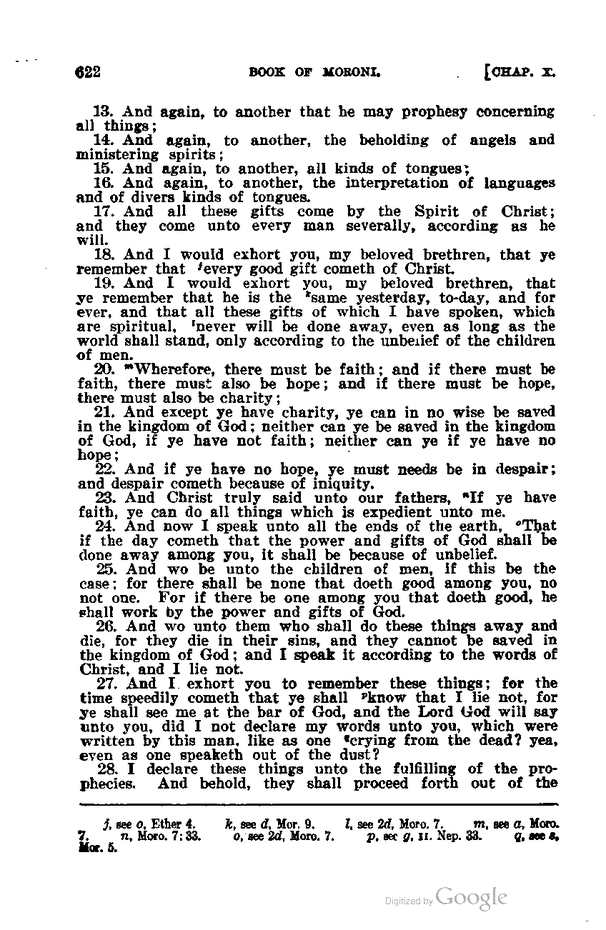 622 BOOK OF MORONI. [CHAP. X.
13. And again, to another that he may prophesy concerning
all things;
14. And again, to another, the beholding of angels and
ministering spirits;
15. And again, to another, all kinds of tongues;
16. And again, to another, the interpretation of languages
and of divers kinds of tongues.
17. And all these gifts come by the Spirit of Christ;
and they come unto every man severally, according as he
will.
18. And I would exhort you, my beloved brethren, that ye
remember that ʲevery good gift cometh of Christ.
19. And I would exhort you, my beloved brethren, that
ye remember that he is the ᵏsame yesterday, to-day, and for
ever, and that all these gifts of which I have spoken, which
are spiritual, ˡnever will be done away, even as long as the
world shall stand, only according to the unbelief of the children
of men.
20. ᵐWherefore, there must be faith; and if there must be
faith, there must also be hope; and if there must be hope,
there must also be charity;
21. And except ye have charity, ye can in no wise be saved
in the kingdom of God; neither can ye be saved in the kingdom
of God, if ye have not faith; neither can ye if ye have no
hope;
22. And if ye have no hope, ye must needs be in despair;
and despair cometh because of iniquity.
23. And Christ truly said unto our fathers, ⁿIf ye have
faith, ye can do all things which is expedient unto me.
24. And now I speak unto all the ends of the earth, ᵒThat
if the day cometh that the power and gifts of God shall be
done away among you, it shall be because of unbelief.
25. And wo be unto the children of men, if this be the
case; for there shall be none that doeth good among you, no
not one. For if there be one among you that doeth good, he
shall work by the power and gifts of God.
26. And wo unto them who shall do these things away and
die, for they die in their sins, and they cannot be saved in
the kingdom of God; and I speak it according to the words of
Christ, and I lie not.
27. And I exhort you to remember these things; for the
time speedily cometh that ye shall ᵖknow that I lie not, for
ye shall see me at the bar of God, and the Lord God will say
unto you, did I not declare my words unto you, which were
written by this man, like as one qcrying from the dead? yea,
even as one speaketh out of the dust?
28. I declare these things unto the fulfilling of the pro-
phecies. And behold, they shall proceed forth out of the
j, see o, Ether 4. k, see d, Mor. 9. l, see 2d, Moro. 7. m, see a, Moro.
7. n, Moro. 7:33. o, see 2d, Moro. 7. p, see g, II. Nep. 33. q, see s,
Mor. 5.
Digitized by Google